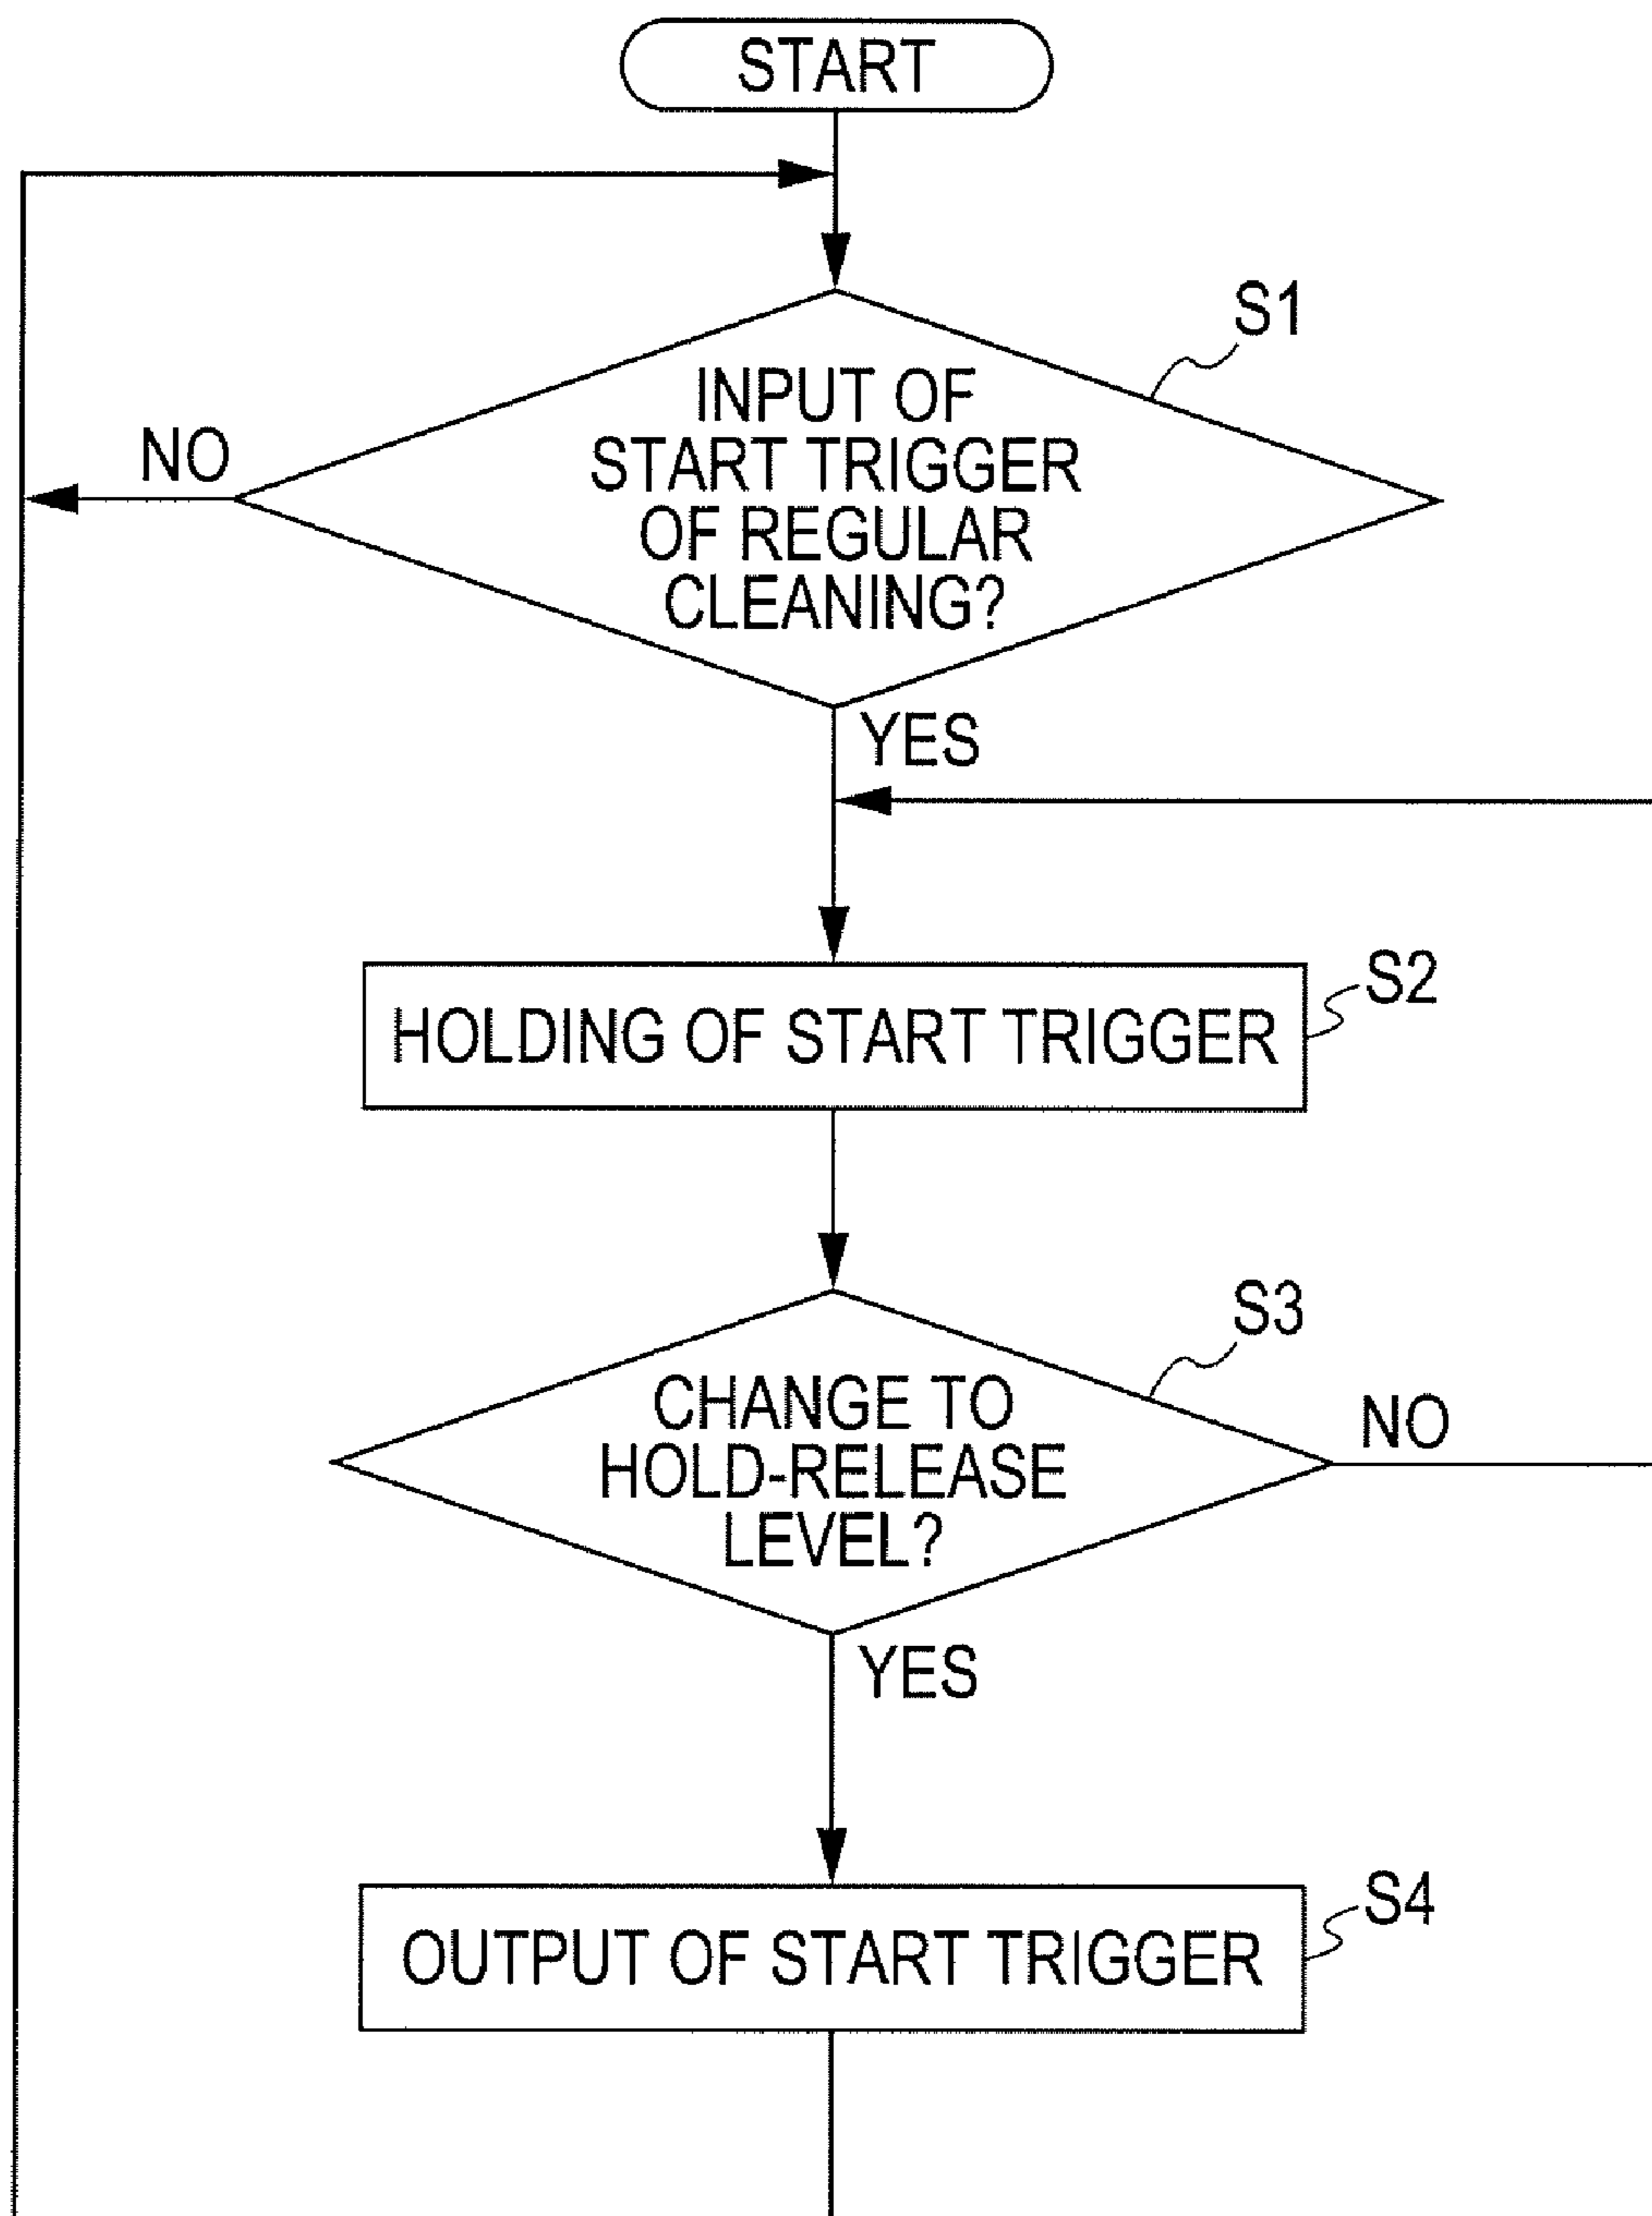 START
S1
INPUT OF
START TRIGGER
OF REGULAR
CLEANING?
NO
YES
S2
HOLDING OF START TRIGGER
S3
CHANGE TO
HOLD-RELEASE
LEVEL?
NO
YES
S4
OUTPUT OF START TRIGGER